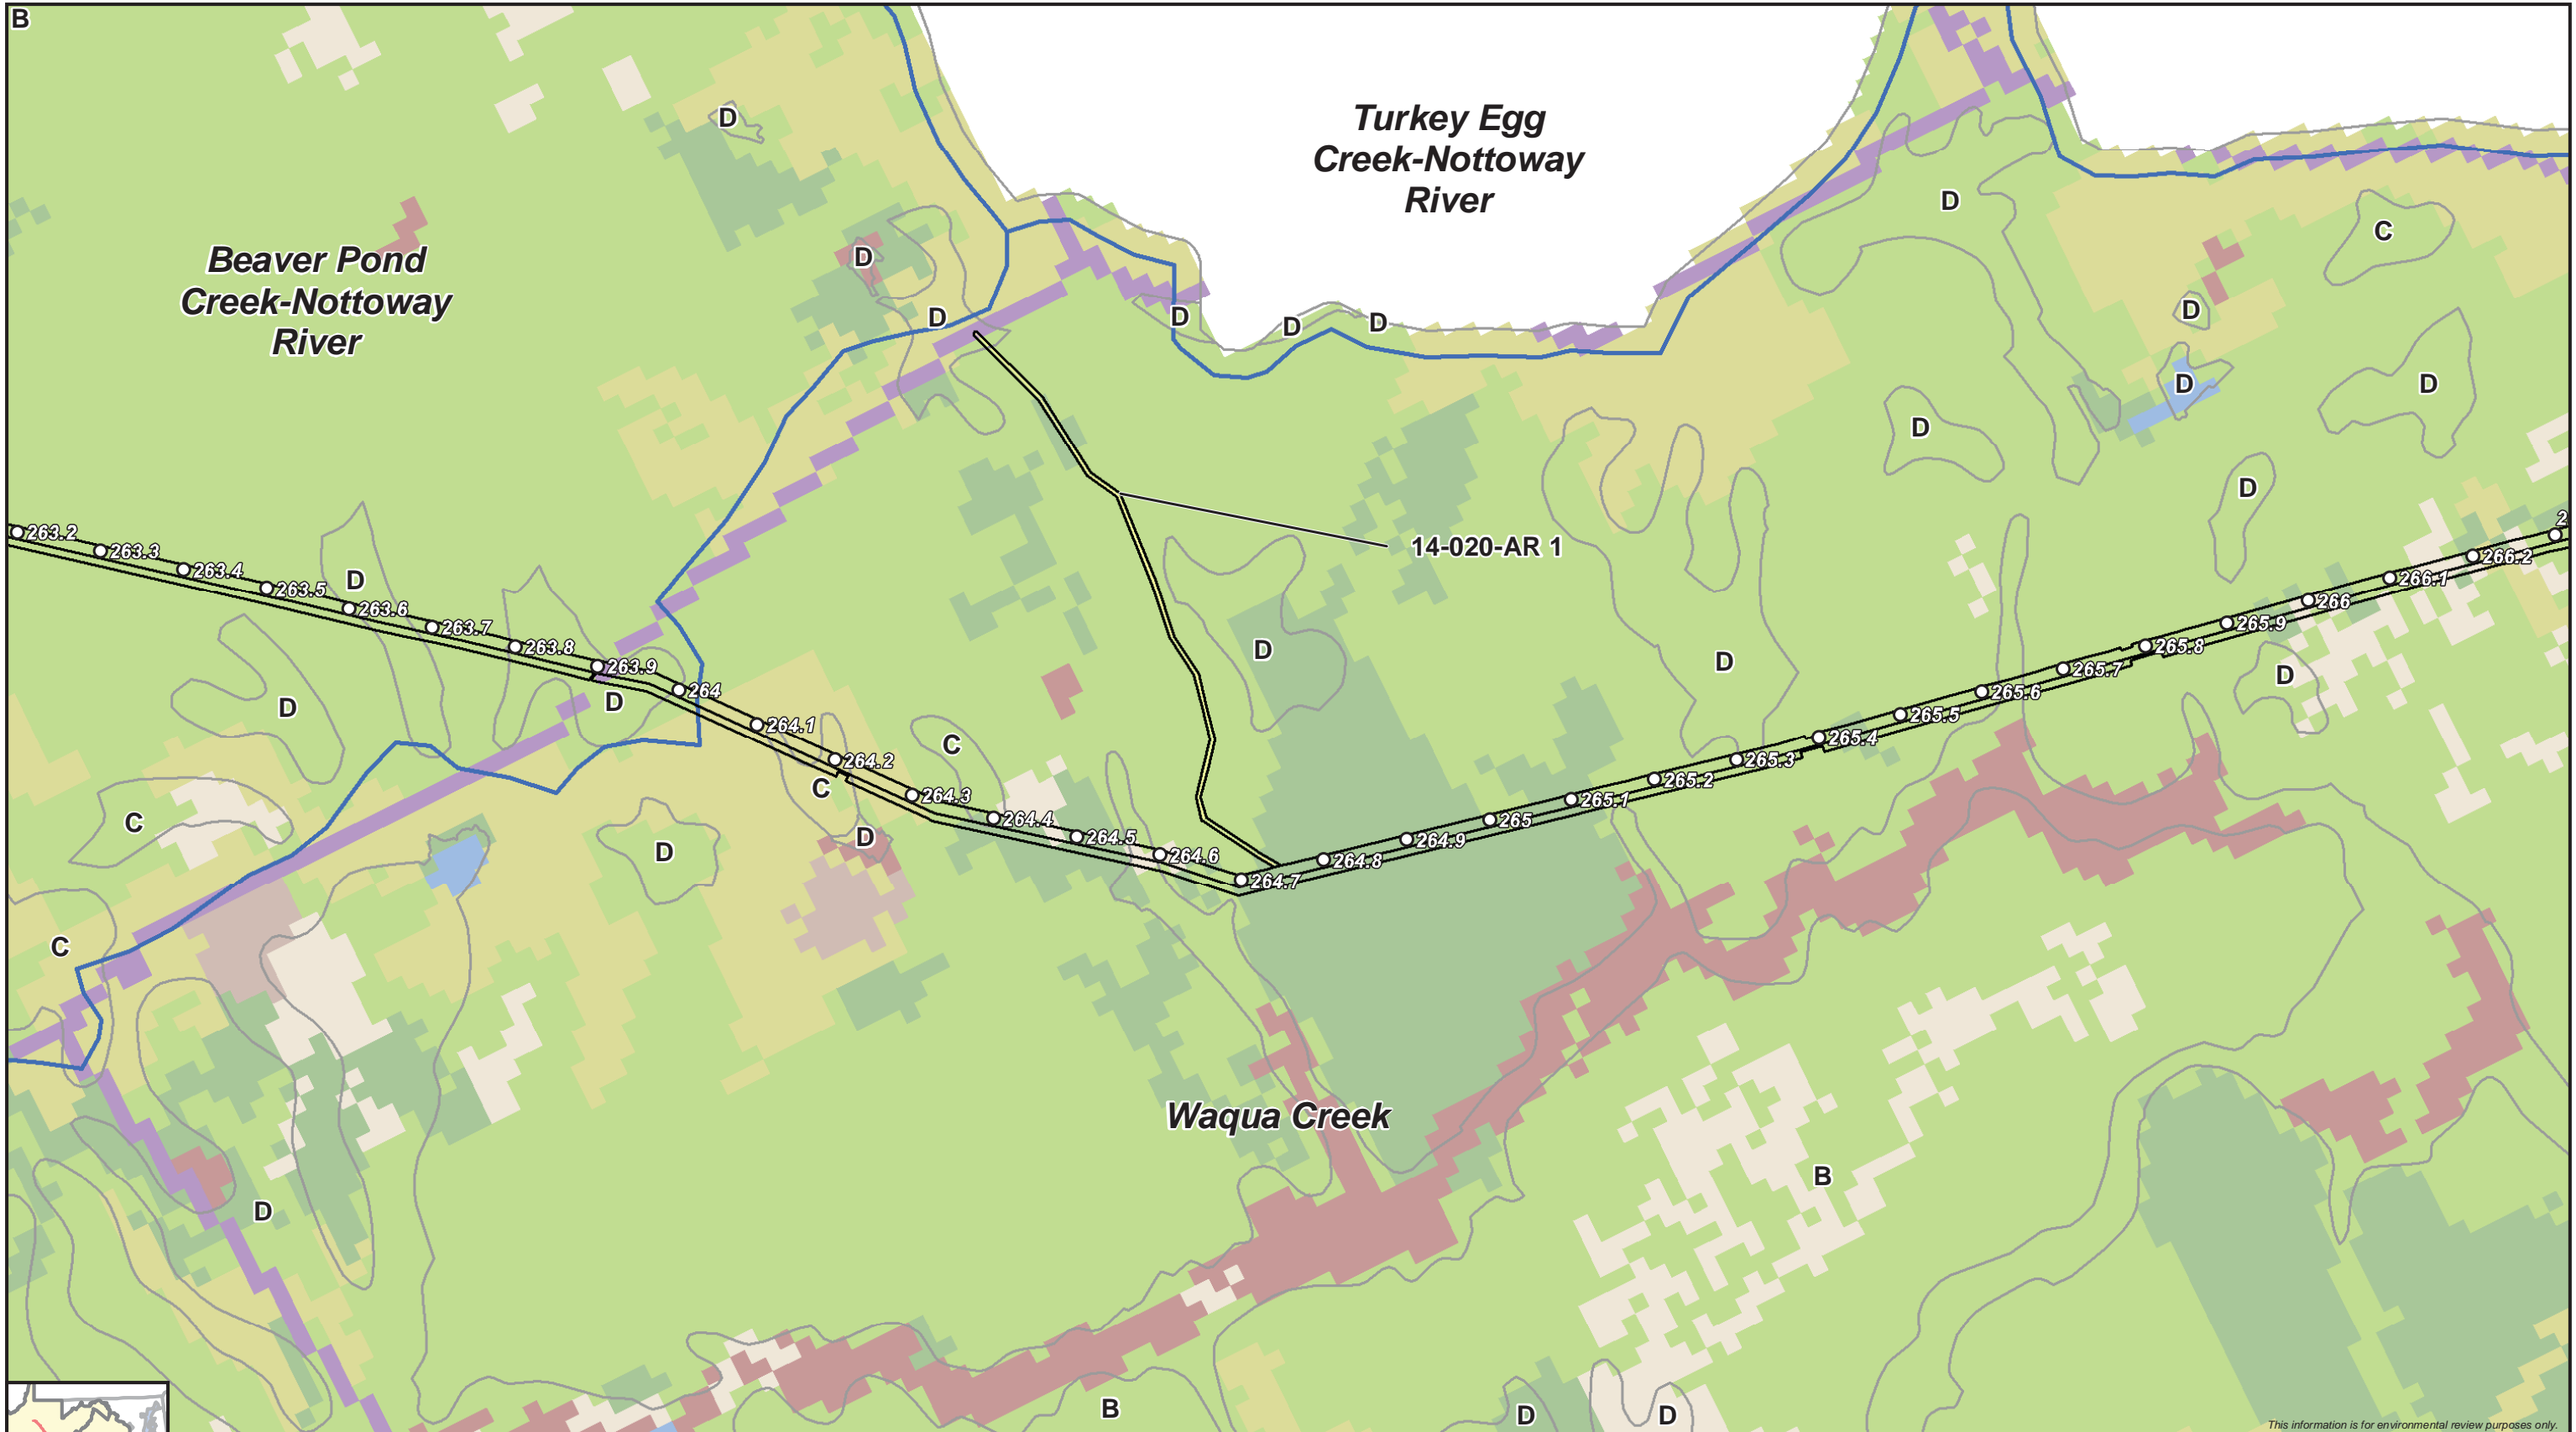 B
Turkey Egg
Creek-Nottoway
River
D
D
C
Beaver Pond
Creek-Nottoway
River
D
D
D
D
D
D
D
D
D
D
D
263.2
263.3
263.4
263.5
263.6
263.7
263.8
263.9
264
264.1
264.2
264.3
264.4
264.5
264.6
264.7
264.8
264.9
265
265.1
265.2
265.3
265.4
265.5
265.6
265.7
265.8
265.9
266
266.1
266.2
2
14-020-AR 1
D
D
D
D
D
D
C
C
C
D
D
C
Waqua Creek
B
D
B
D
D
This information is for environmental review purposes only.